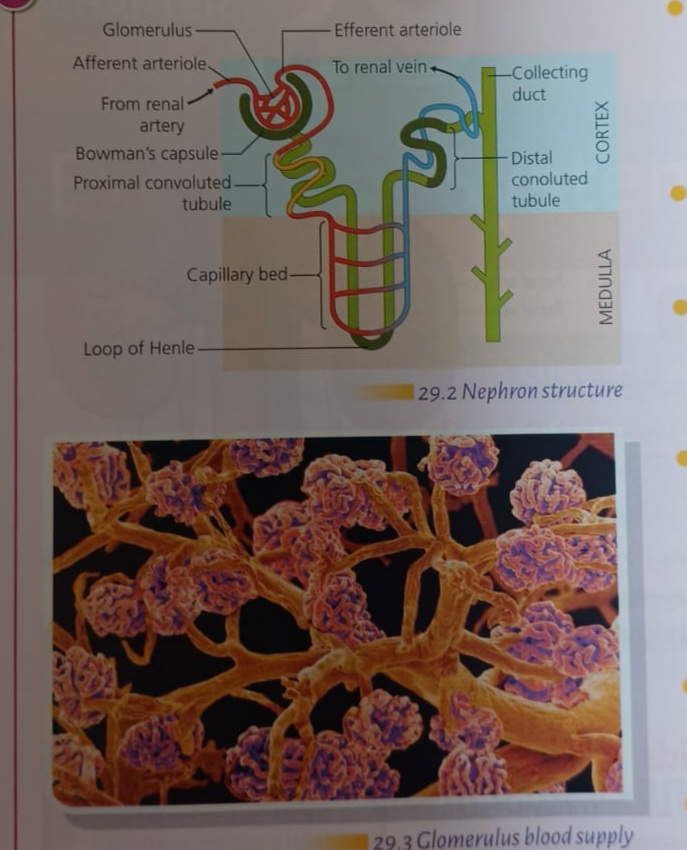 Glomerulus
Efferent arteriole
Afferent arteriole
To renal vein
Collecting
duct
From renal
artery
CORTEX
Bowman's capsule
Proximal convoluted
tubule
Distal
conoluted
tubule
Capillary bed
MEDULLA
Loop of Henle
29.2 Nephron structure
29.3 Glomerulus blood supply